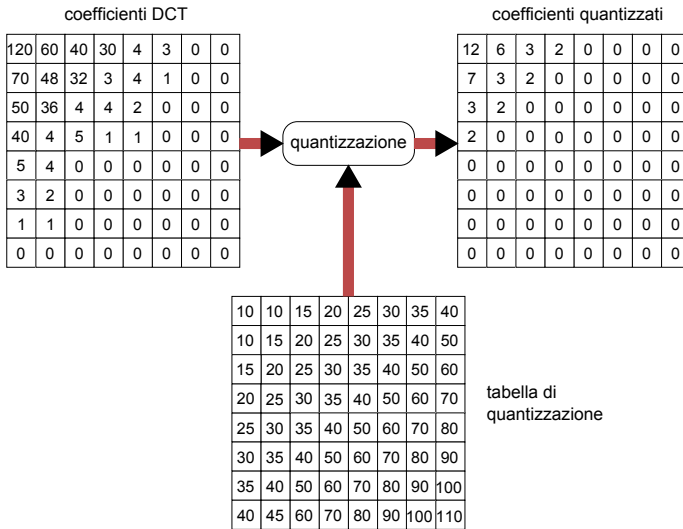 coefficienti DCT
120 60 40 30 4 3 0 0
70 48 32 3 4 1 0 0
50 36 4 4 2 0 0 0
40 4 5 1 1 0 0 0
5 4 0 0 0 0 0 0
3 2 0 0 0 0 0 0
1 1 0 0 0 0 0 0
0 0 0 0 0 0 0 0
quantizzazione
coefficienti quantizzati
12 6 3 2 0 0 0 0
7 3 2 0 0 0 0 0
3 2 0 0 0 0 0 0
2 0 0 0 0 0 0 0
0 0 0 0 0 0 0 0
0 0 0 0 0 0 0 0
0 0 0 0 0 0 0 0
0 0 0 0 0 0 0 0
10 10 15 20 25 30 35 40
10 15 20 25 30 35 40 50
15 20 25 30 35 40 50 60
20 25 30 35 40 50 60 70
25 30 35 40 50 60 70 80
30 35 40 50 60 70 80 90
35 40 50 60 70 80 90 100
40 45 60 70 80 90 100 110
tabella di
quantizzazione